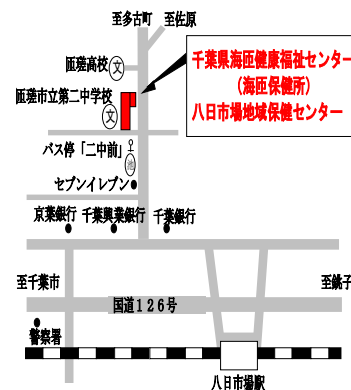 至多古町
至佐原
千葉県海匝健康福祉センター
(海匝保健所)
八日市場地域保健センター
匝瑳高校
文
匝瑳市立第二中学校
文
バス停「二中前」
セブンイレブン
京葉銀行
千葉興業銀行
千葉銀行
至千葉市
至銚子
国道126号
警察署
八日市場駅